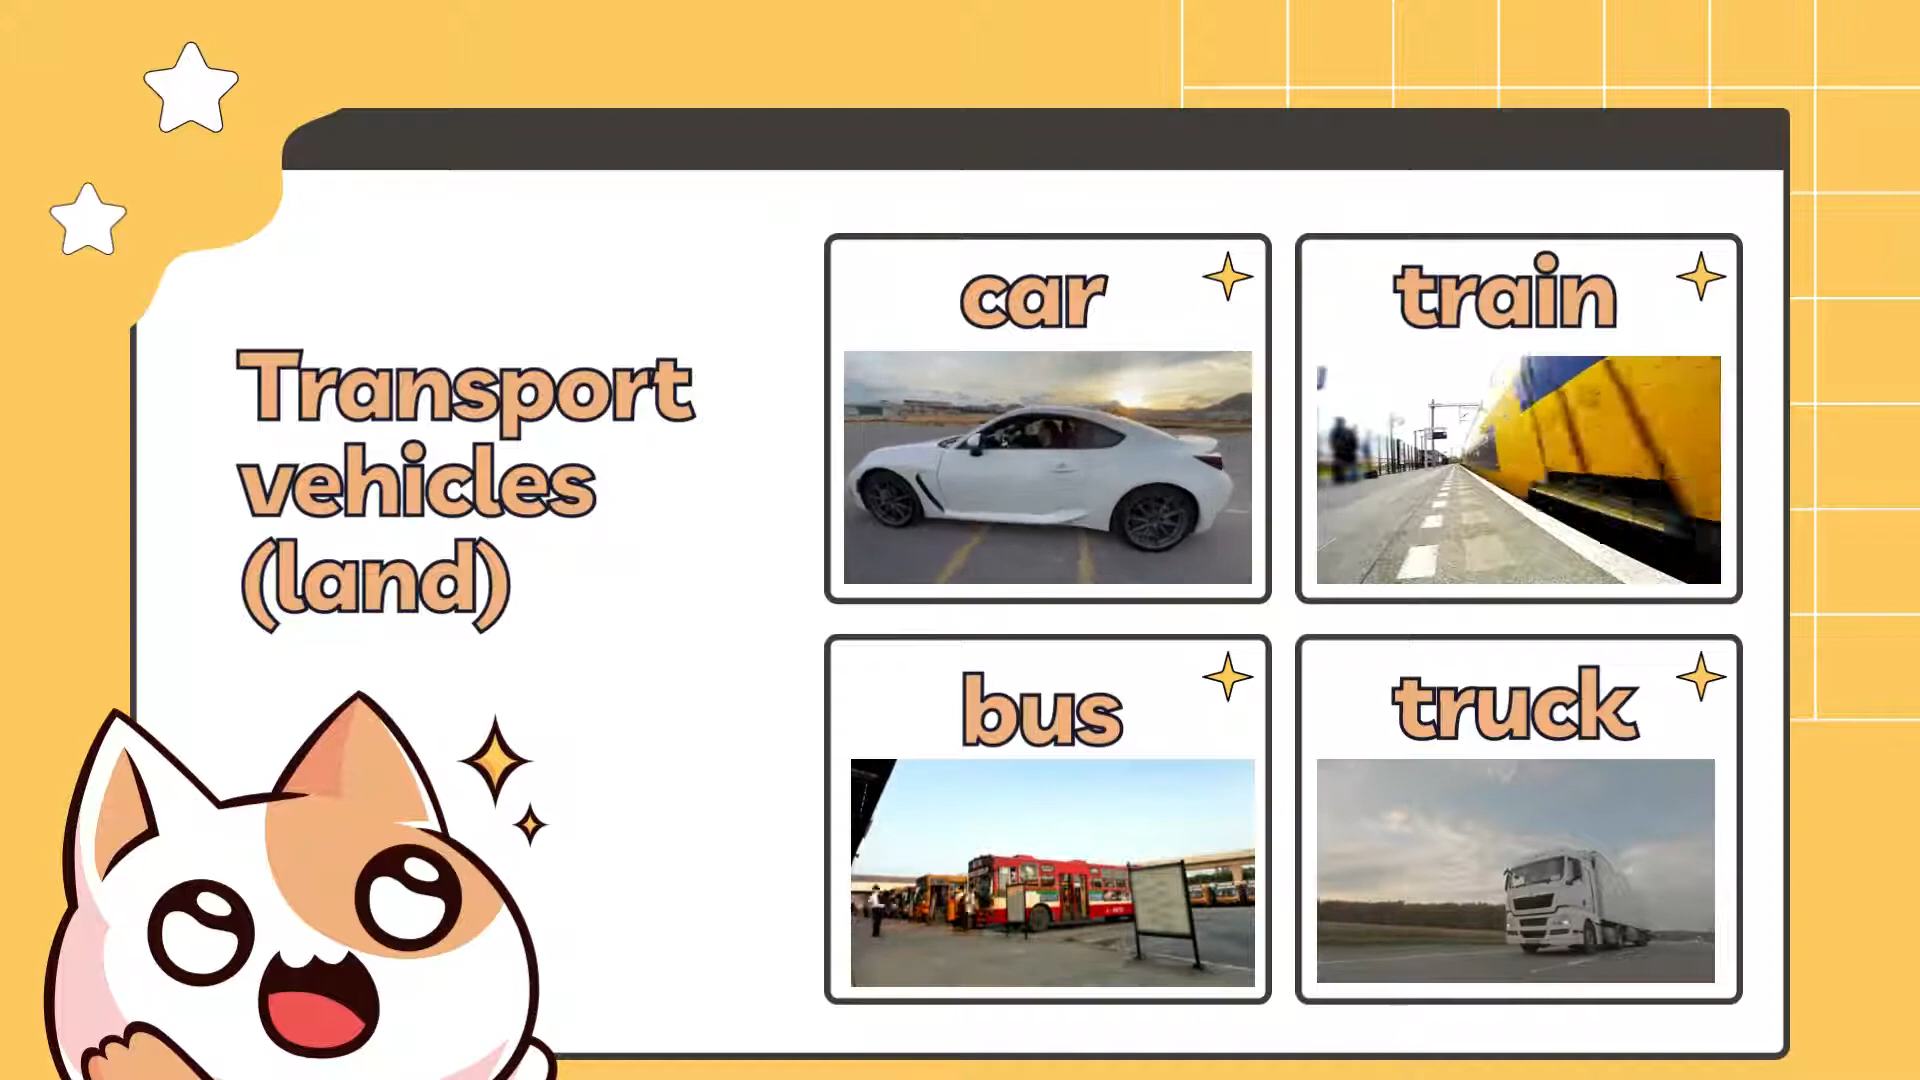 Transport
vehicles
(land)
car
train
bus
truck